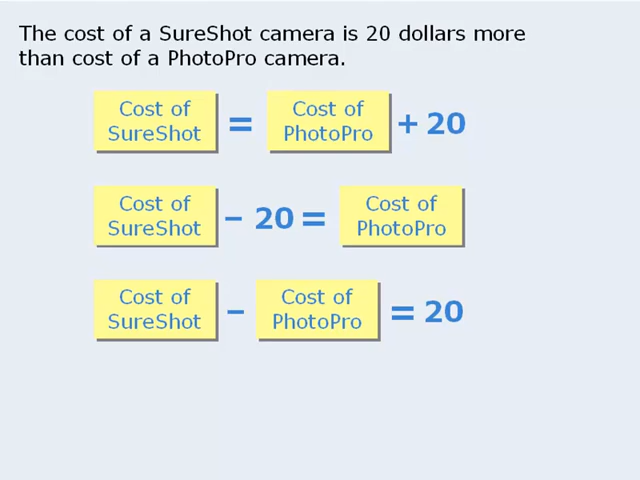 The cost of a SureShot camera is 20 dollars more
than cost of a PhotoPro camera.
Cost of SureShot = Cost of PhotoPro + 20
Cost of SureShot − 20 = Cost of PhotoPro
Cost of SureShot − Cost of PhotoPro = 20